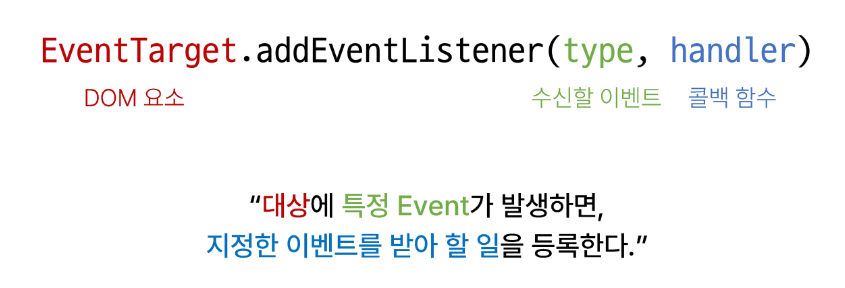 EventTarget.addEventListener(type, handler)
DOM 요소 수신할 이벤트 콜백 함수
“대상에 특정 Event가 발생하면,
지정한 이벤트를 받아 할 일을 등록한다.”